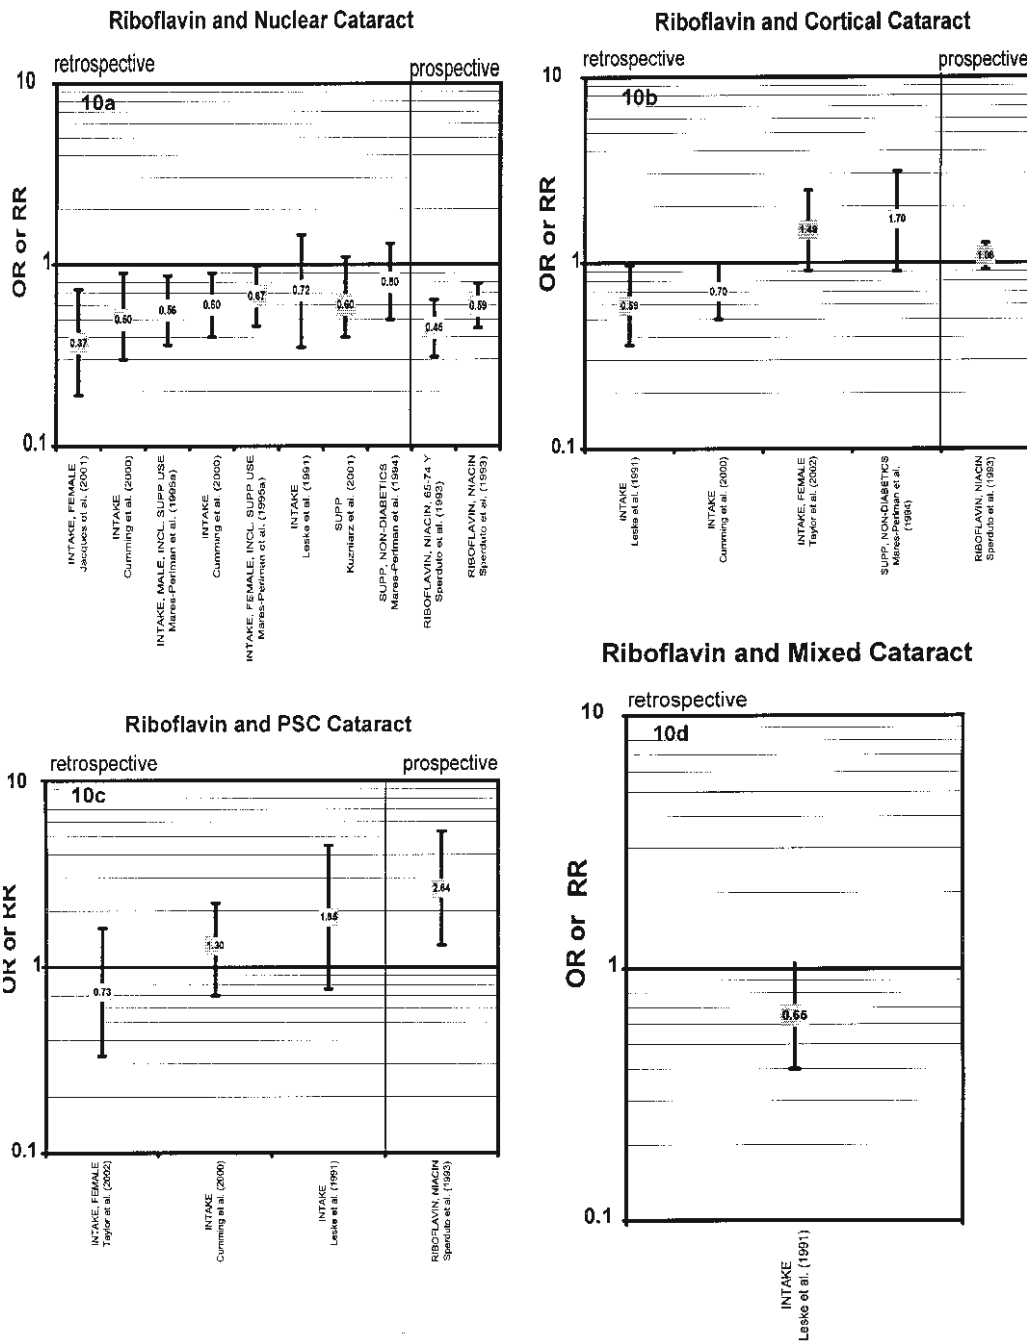 Riboflavin and Nuclear Cataract
retrospective
prospective
10
10a
OR or RR
1
0.37
0.50
0.56
0.60
0.67
0.72
0.60
0.80
0.45
0.59
0.1
INTAKE, FEMALE
Jacques et al. (2001)
INTAKE
Cumming et al. (2000)
INTAKE, MALE, INCL. SUPP USE
Mares-Perlman et al. (1995a)
INTAKE
Cumming et al. (2000)
INTAKE, FEMALE, INCL. SUPP USE
Mares-Perlman et al. (1995a)
INTAKE
Leske et al. (1991)
SUPP
Kuzniarz et al. (2001)
SUPP, NON-DIABETICS
Mares-Perlman et al. (1994)
RIBOFLAVIN, NIACIN, 65-74 Y
Sperduto et al. (1993)
RIBOFLAVIN, NIACIN
Sperduto et al. (1993)
Riboflavin and Cortical Cataract
retrospective
prospective
10
10b
OR or RR
1
0.59
0.70
1.49
1.70
1.06
0.1
INTAKE
Leske et al. (1991)
INTAKE
Cumming et al. (2000)
INTAKE, FEMALE
Taylor et al. (2002)
SUPP, NON-DIABETICS
Mares-Perlman et al.
(1994)
RIBOFLAVIN, NIACIN
Sperduto et al. (1993)
Riboflavin and PSC Cataract
retrospective
prospective
10
10c
OR or RR
1
0.73
1.30
2.64
0.1
INTAKE, FEMALE
Taylor et al. (2002)
INTAKE
Cumming et al. (2000)
INTAKE
Leske et al. (1991)
RIBOFLAVIN, NIACIN
Sperduto et al. (1993)
Riboflavin and Mixed Cataract
retrospective
10
10d
OR or RR
1
0.65
0.1
INTAKE
Leske et al. (1991)